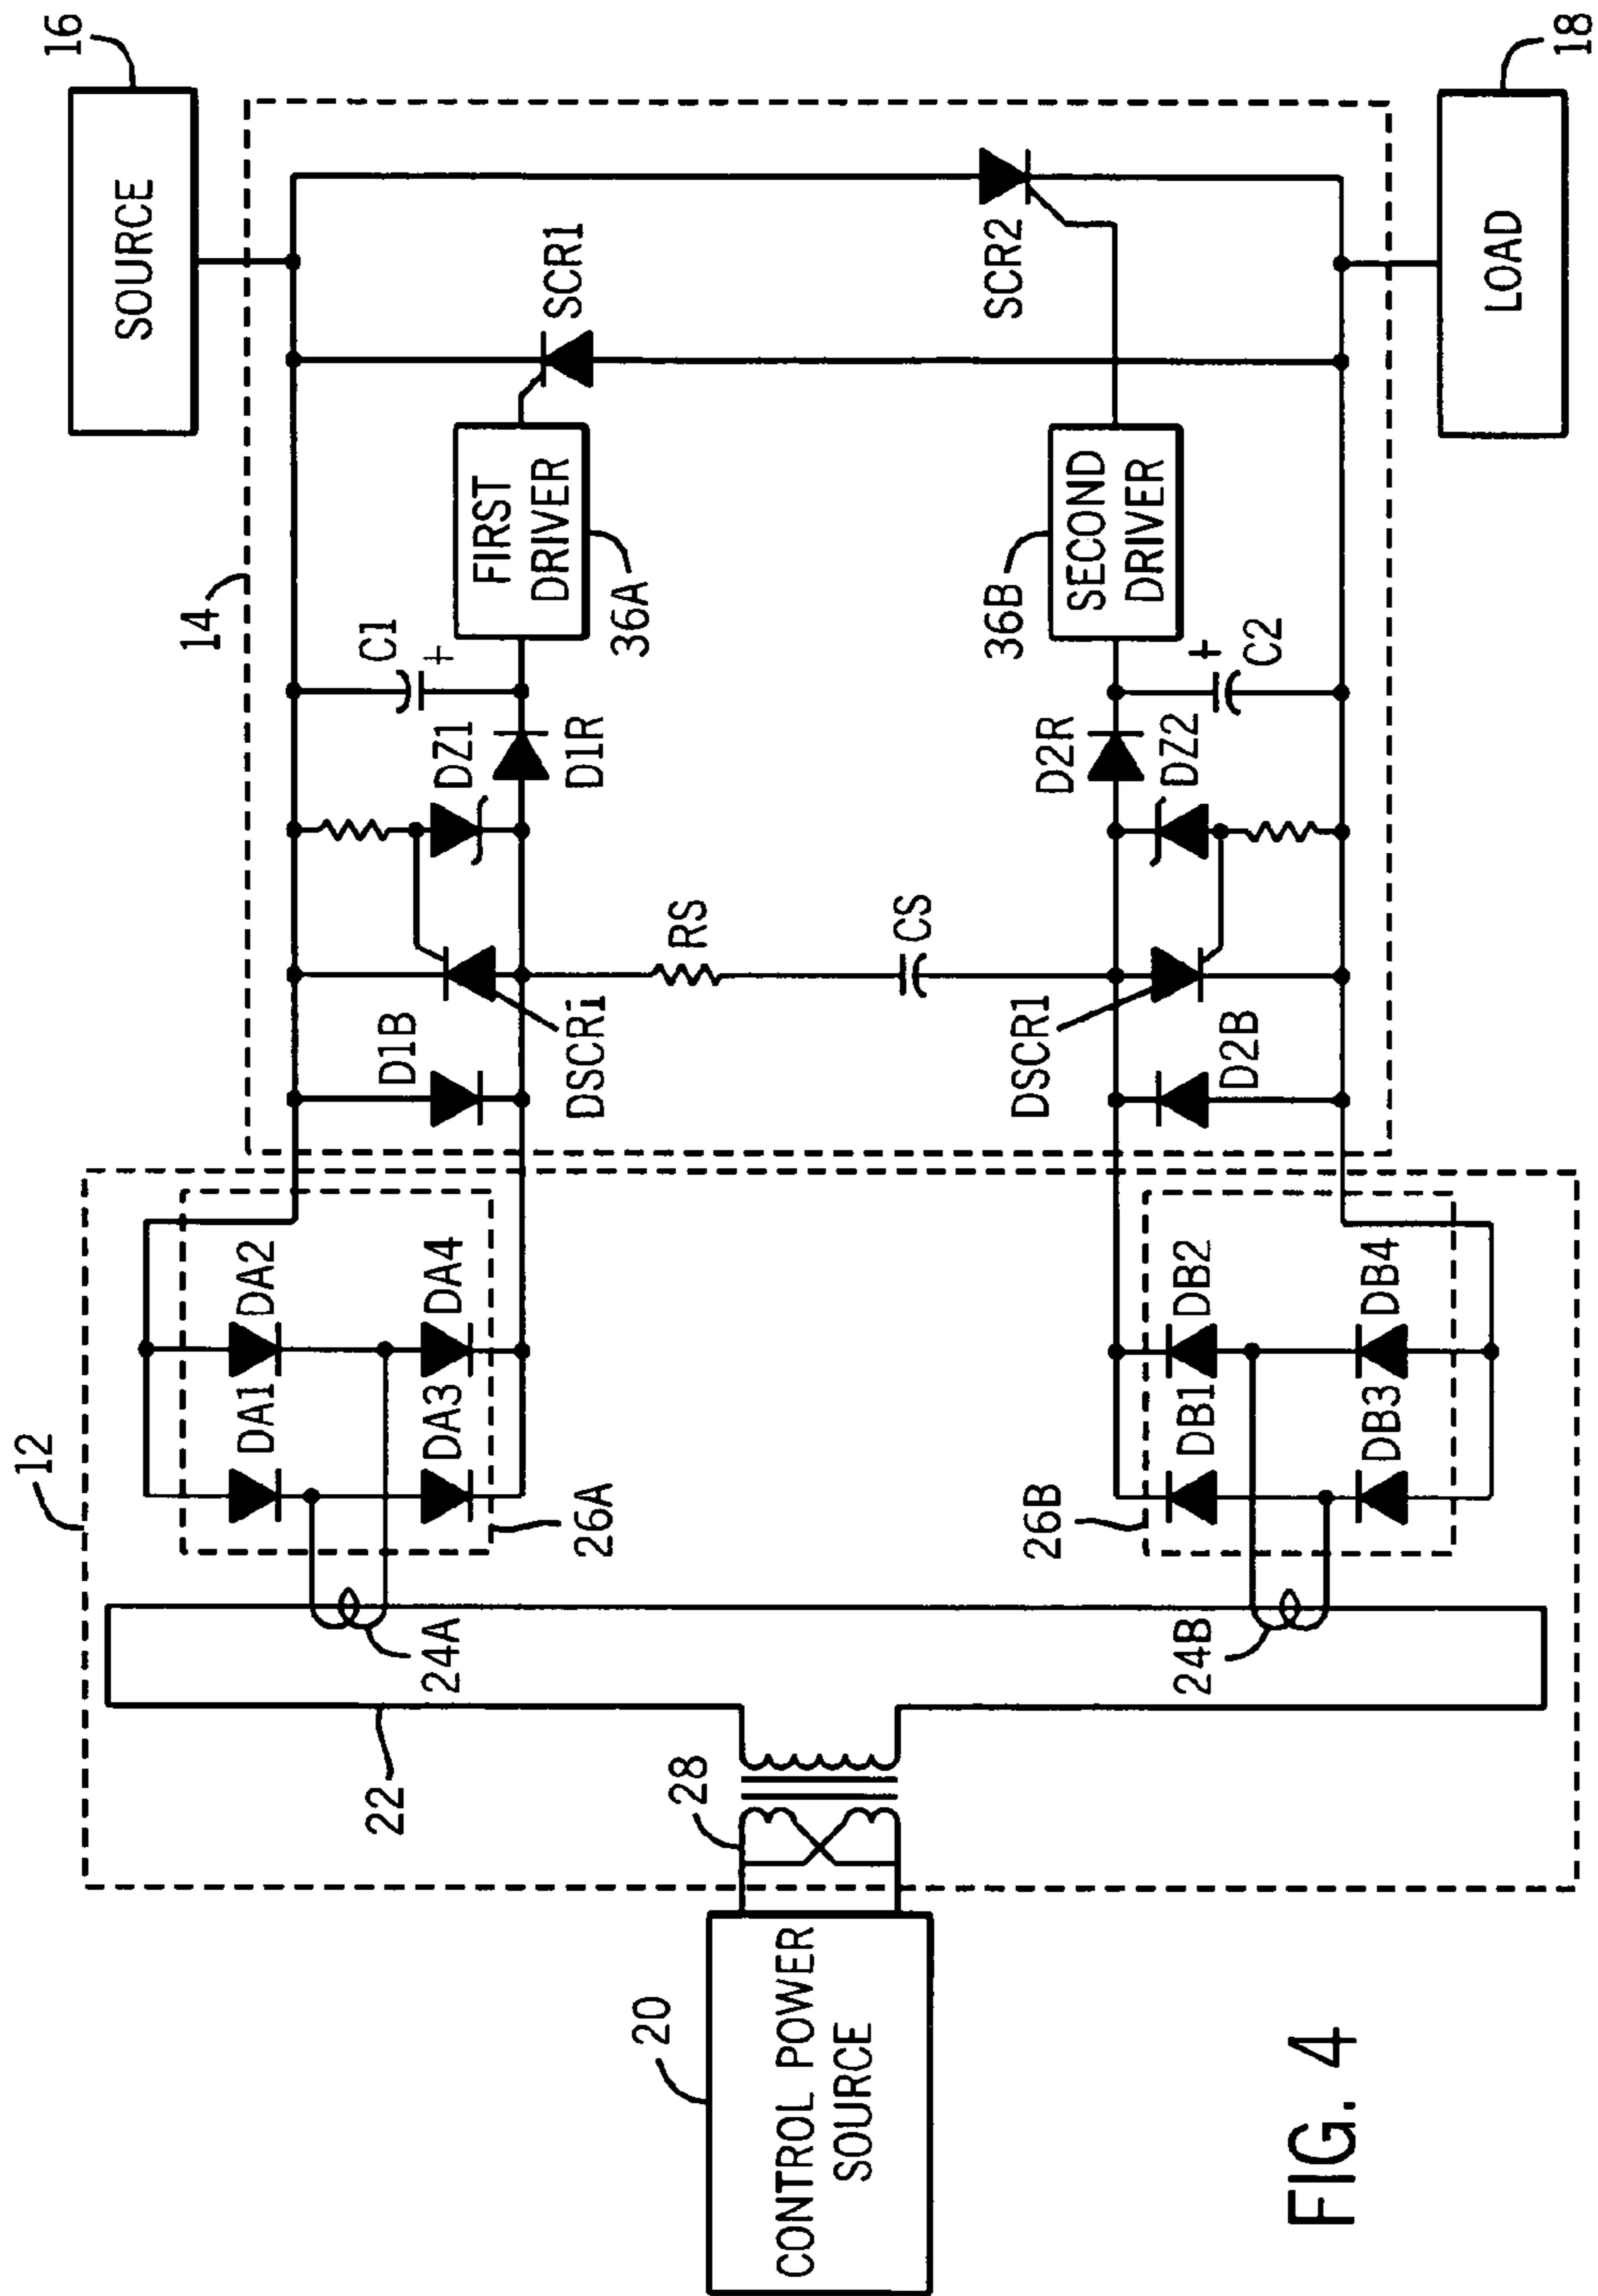 12
14
16
SOURCE
24A
26A
DA1
DA2
DA3
DA4
D1B
DSCR1
DZ1
C1
+
D1R
FIRST
DRIVER
36A
SCR1
CONTROL POWER
SOURCE
20
28
22
RS
CS
24B
26B
DB1
DB2
DB3
DB4
DSCR1
D2B
D2R
DZ2
+
C2
36B
SECOND
DRIVER
SCR2
LOAD
18
FIG. 4